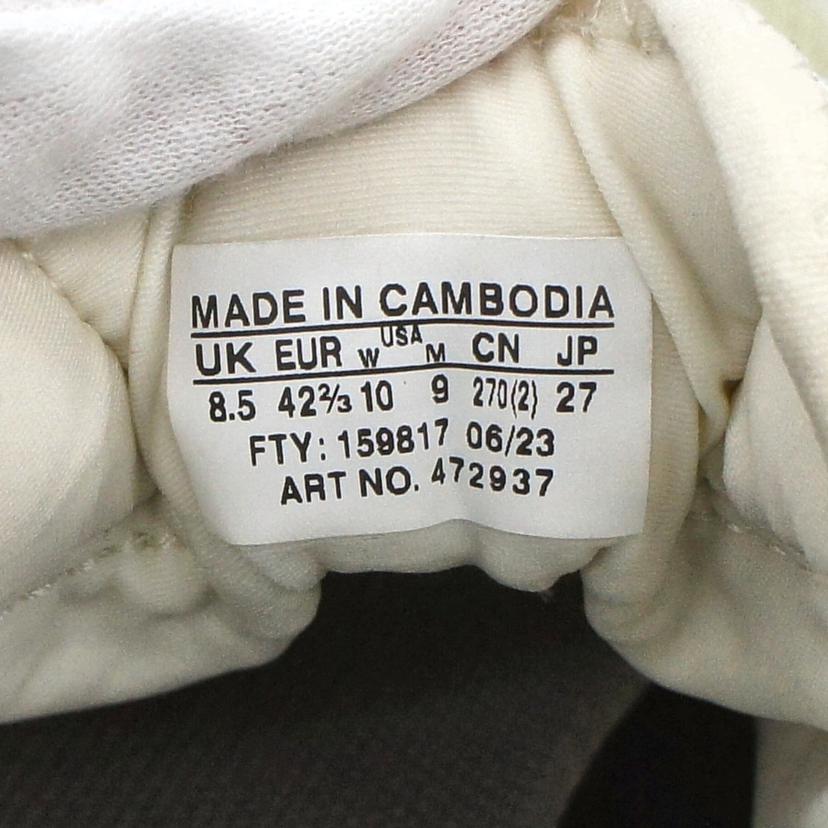 MADE IN CAMBODIA
UK EUR W USA M CN JP
8.5 42⅔ 10 9 270(2) 27
FTY: 159817 06/23
ART NO. 472937